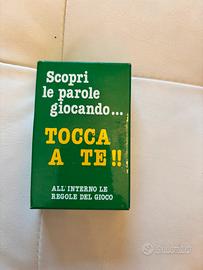 Scopri
le parole
giocando...
TOCCA
A TE!!
ALL'INTERNO LE
REGOLE DEL GIOCO